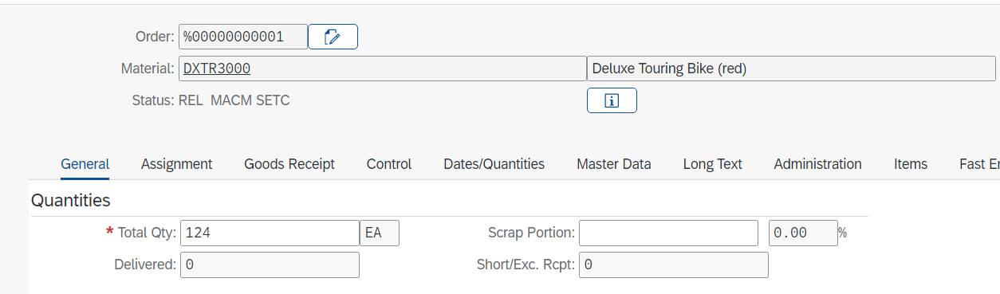 Order: %00000000001
Material: DXTR3000 Deluxe Touring Bike (red)
Status: REL MACM SETC
General Assignment Goods Receipt Control Dates/Quantities Master Data Long Text Administration Items Fast Er
Quantities
* Total Qty: 124 EA Scrap Portion: 0.00 %
Delivered: 0 Short/Exc. Rcpt: 0